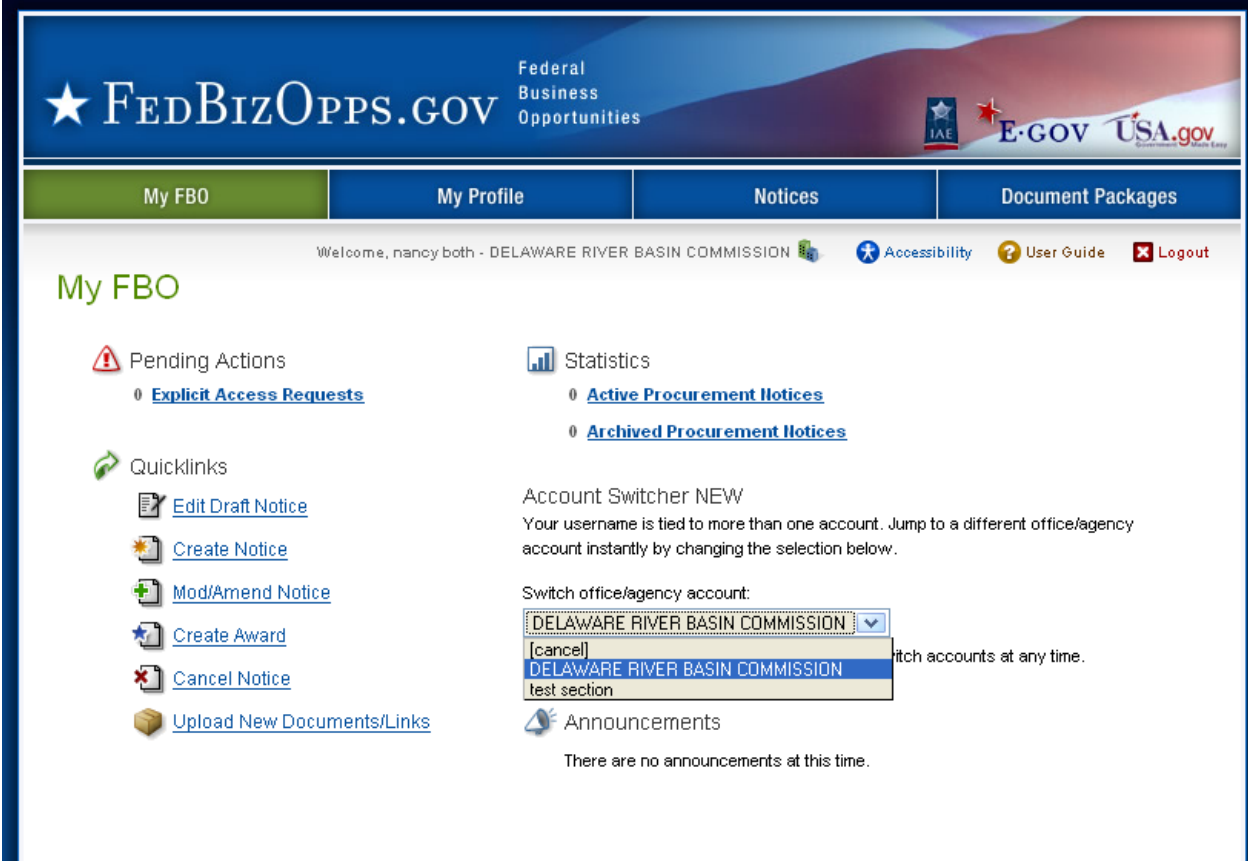 ★ FEDBIZOPPS.GOV
Federal
Business
Opportunities
IAE
E·GOV
USA.gov
Government Made Easy
My FBO
My Profile
Notices
Document Packages
Welcome, nancy both - DELAWARE RIVER BASIN COMMISSION
Accessibility
User Guide
Logout
My FBO
Pending Actions
0 Explicit Access Requests
Quicklinks
Edit Draft Notice
Create Notice
Mod/Amend Notice
Create Award
Cancel Notice
Upload New Documents/Links
Statistics
0 Active Procurement Notices
0 Archived Procurement Notices
Account Switcher NEW
Your username is tied to more than one account. Jump to a different office/agency
account instantly by changing the selection below.
Switch office/agency account:
DELAWARE RIVER BASIN COMMISSION
[cancel]
DELAWARE RIVER BASIN COMMISSION
test section
itch accounts at any time.
Announcements
There are no announcements at this time.